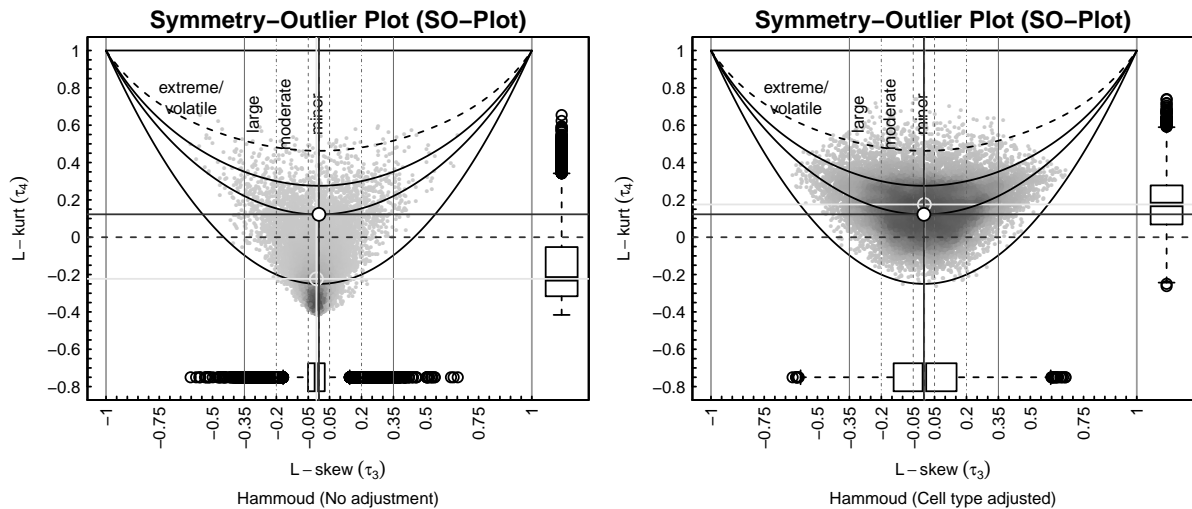 Symmetry−Outlier Plot (SO−Plot)
1
0.8
0.6
0.4
0.2
0
−0.2
−0.4
−0.6
−0.8
L−kurt (τ4)
extreme/
volatile
large
moderate
minor
−1
−0.75
−0.5
−0.35
−0.2
−0.05
0.05
0.2
0.35
0.5
0.75
1
L−skew (τ3)
Hammoud (No adjustment)
Symmetry−Outlier Plot (SO−Plot)
1
0.8
0.6
0.4
0.2
0
−0.2
−0.4
−0.6
−0.8
L−kurt (τ4)
extreme/
volatile
large
moderate
minor
−1
−0.75
−0.5
−0.35
−0.2
−0.05
0.05
0.2
0.35
0.5
0.75
1
L−skew (τ3)
Hammoud (Cell type adjusted)